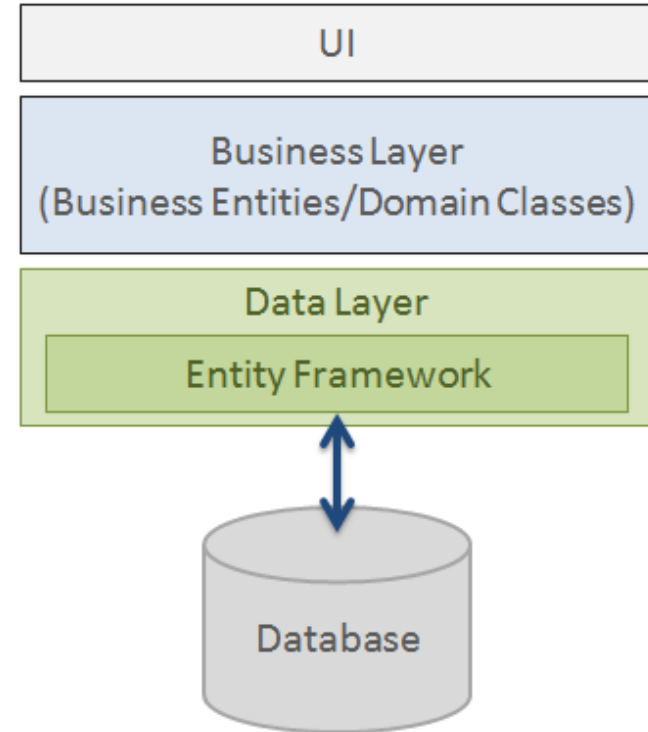 UI
Business Layer
(Business Entities/Domain Classes)
Data Layer
Entity Framework
Database